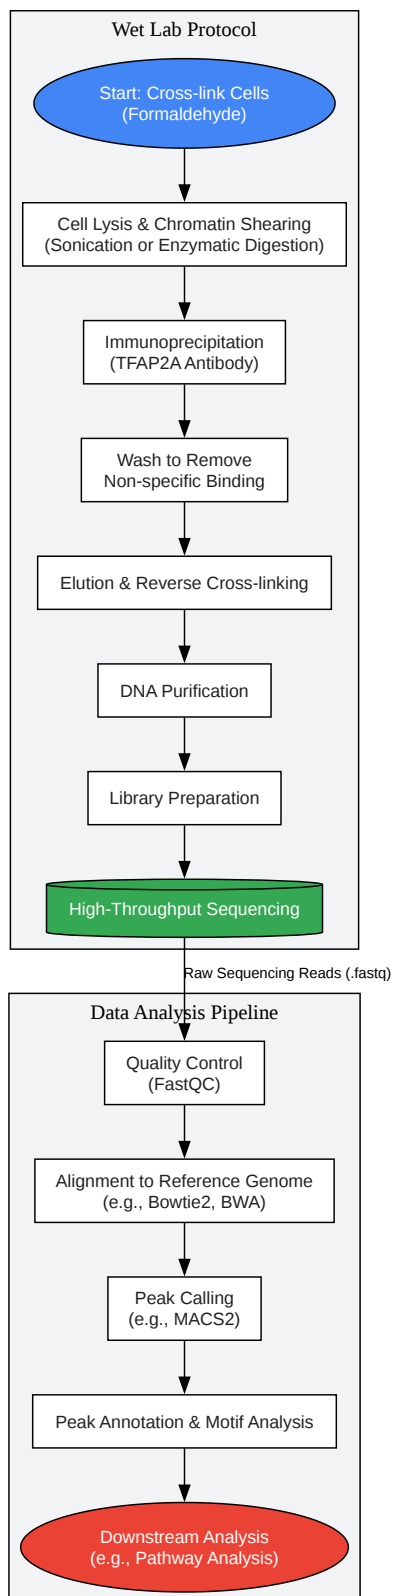 Wet Lab Protocol
Start: Cross-link Cells
(Formaldehyde)
Cell Lysis & Chromatin Shearing
(Sonication or Enzymatic Digestion)
Immunoprecipitation
(TFAP2A Antibody)
Wash to Remove
Non-specific Binding
Elution & Reverse Cross-linking
DNA Purification
Library Preparation
High-Throughput Sequencing
Raw Sequencing Reads (.fastq)
Data Analysis Pipeline
Quality Control
(FastQC)
Alignment to Reference Genome
(e.g., Bowtie2, BWA)
Peak Calling
(e.g., MACS2)
Peak Annotation & Motif Analysis
Downstream Analysis
(e.g., Pathway Analysis)